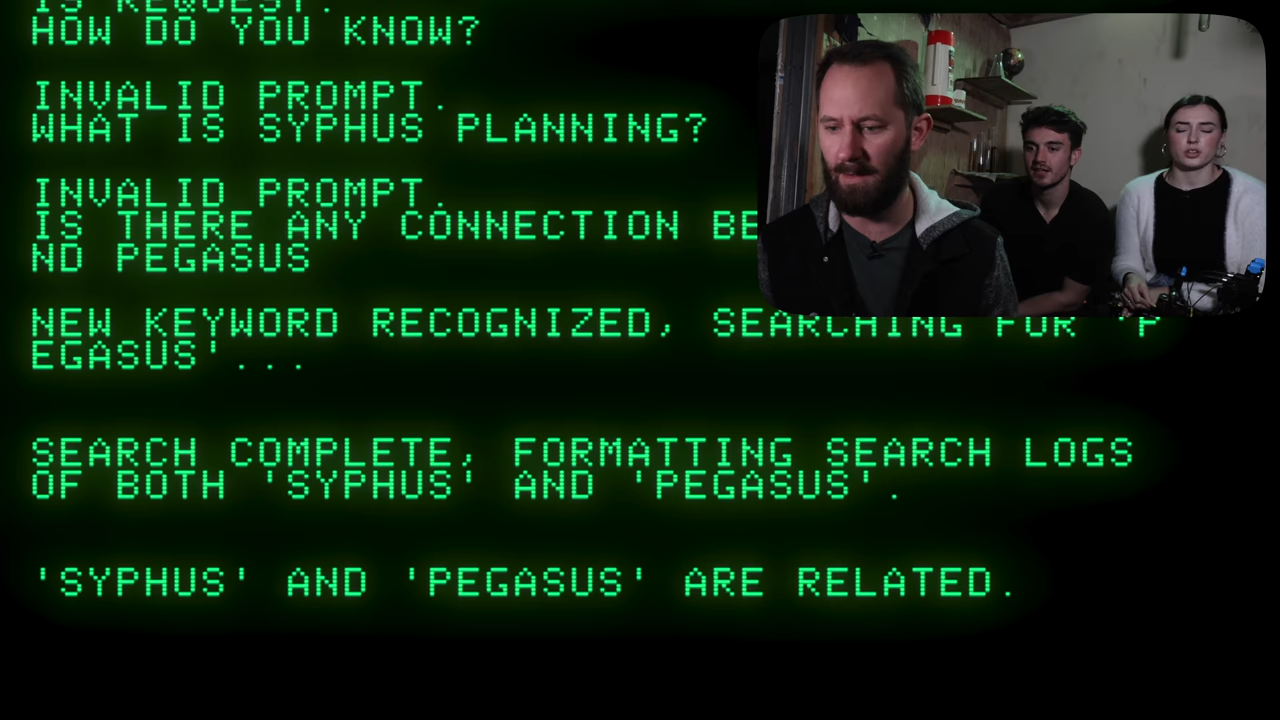 IS REQUEST.
HOW DO YOU KNOW?
INVALID PROMPT.
WHAT IS SYPHUS PLANNING?
INVALID PROMPT.
IS THERE ANY CONNECTION BE
ND PEGASUS
NEW KEYWORD RECOGNIZED, SEARCHING FOR 'P
EGASUS'...
SEARCH COMPLETE, FORMATTING SEARCH LOGS
OF BOTH 'SYPHUS' AND 'PEGASUS'.
'SYPHUS' AND 'PEGASUS' ARE RELATED.